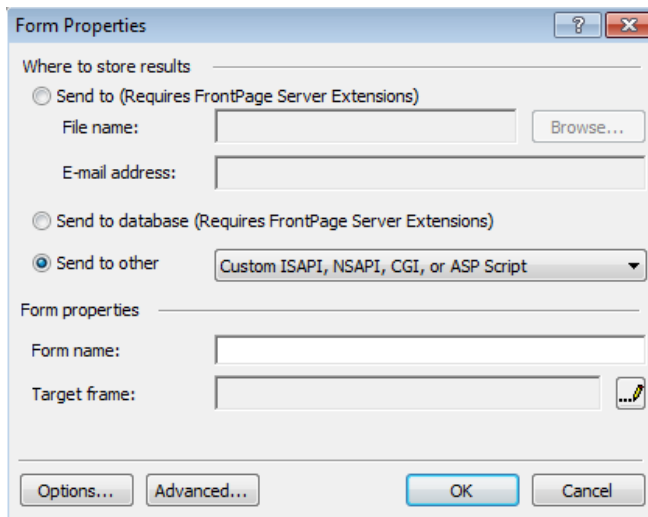 Form Properties
Where to store results
Send to (Requires FrontPage Server Extensions)
File name:
Browse...
E-mail address:
Send to database (Requires FrontPage Server Extensions)
Send to other
Custom ISAPI, NSAPI, CGI, or ASP Script
Form properties
Form name:
Target frame:
...
Options...
Advanced...
OK
Cancel